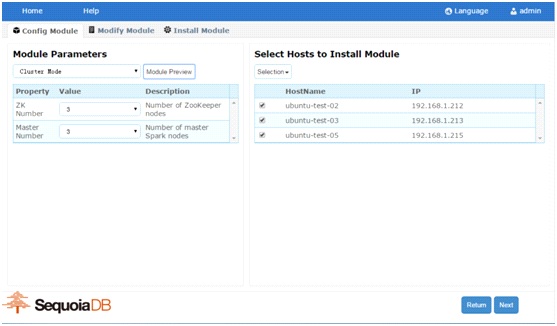 Home Help Language admin
Config Module Modify Module Install Module
Module Parameters
Cluster Mode Module Preview
Property Value Description
ZK Number 3 Number of ZooKeeper nodes
Master Number 3 Number of master Spark nodes
Select Hosts to Install Module
Selection
HostName IP
ubuntu-test-02 192.168.1.212
ubuntu-test-03 192.168.1.213
ubuntu-test-05 192.168.1.215
SequoiaDB
Return Next